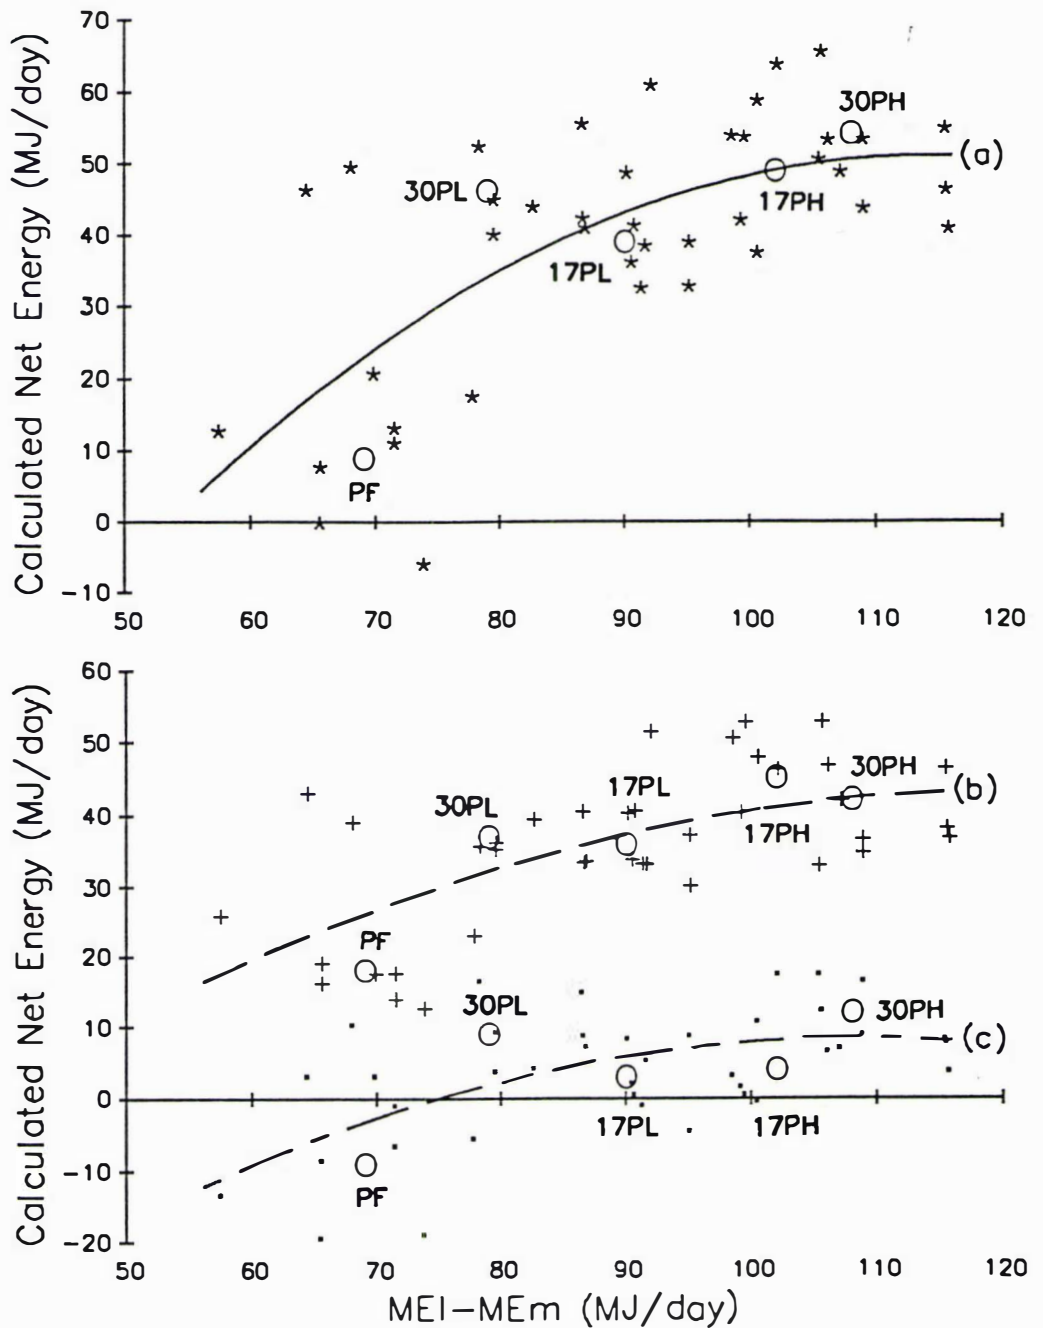 Calculated Net Energy (MJ/day)
70
60
50
40
30
20
10
0
-10
50 60 70 80 90 100 110 120
30PH
(a)
30PL
17PH
17PL
PF
Calculated Net Energy (MJ/day)
60
50
40
30
20
10
0
-10
-20
50 60 70 80 90 100 110 120
17PL
30PH
30PL
(b)
17PH
PF
30PL
30PH
(c)
17PL
17PH
PF
MEI-MEm (MJ/day)